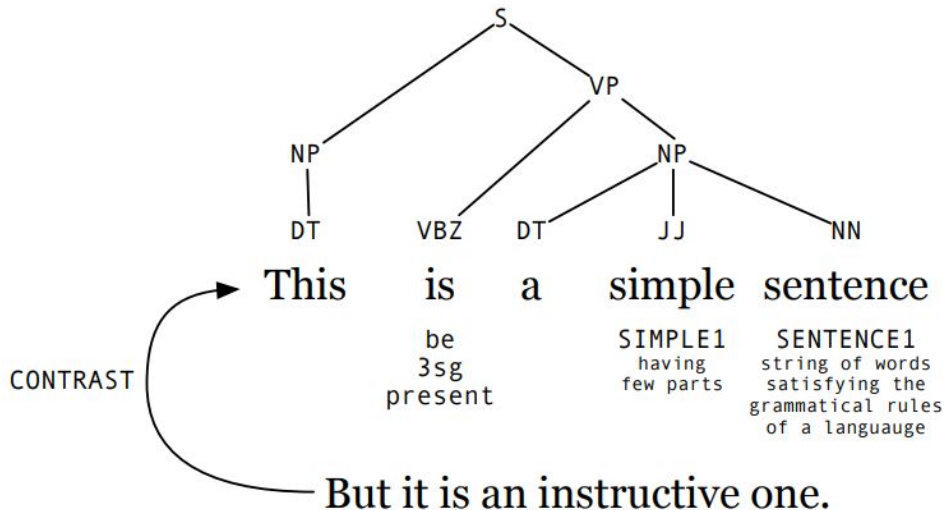 S
VP
NP NP
DT VBZ DT JJ NN
This is a simple sentence
be SIMPLE1 SENTENCE1
3sg having string of words
present few parts satisfying the
grammatical rules
of a languauge
CONTRAST
But it is an instructive one.